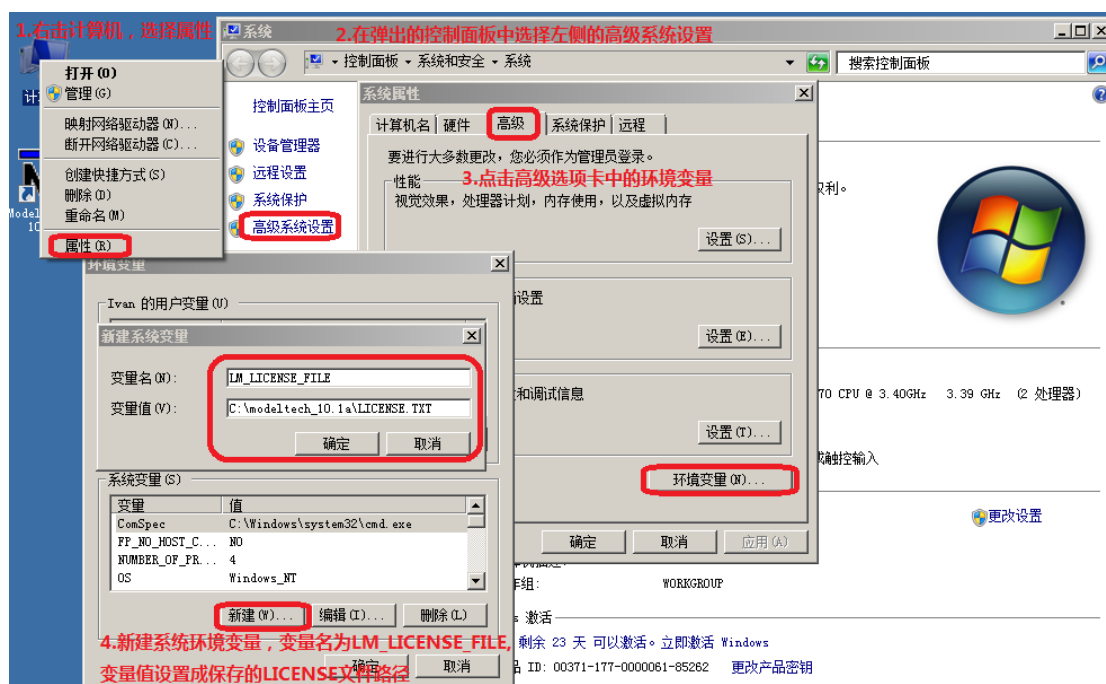 1.右击计算机，选择属性
系统
2.在弹出的控制面板中选择左侧的高级系统设置
控制面板 系统和安全 系统
搜索控制面板
打开(O)
管理(G)
映射网络驱动器(N)...
断开网络驱动器(C)...
创建快捷方式(S)
删除(D)
重命名(M)
属性(R)
控制面板主页
设备管理器
远程设置
系统保护
高级系统设置
系统属性
计算机名 硬件 高级 系统保护 远程
要进行大多数更改，您必须作为管理员登录。
3.点击高级选项卡中的环境变量
性能
视觉效果，处理器计划，内存使用，以及虚拟内存
设置(S)...
设置
设置(E)...
和调试信息
设置(T)...
环境变量(N)...
确定 取消 应用(A)
权利。
70 CPU @ 3.40GHz 3.39 GHz (2 处理器)
触控输入
更改设置
WORKGROUP
激活
剩余 23 天 可以激活。立即激活 Windows
ID: 00371-177-0000061-85262 更改产品密钥
环境变量
Ivan 的用户变量(U)
新建系统变量
变量名(N): LM_LICENSE_FILE
变量值(V): C:\modeltech_10.1a\LICENSE.TXT
确定 取消
系统变量(S)
变量 值
ComSpec C:\Windows\system32\cmd.exe
FP_NO_HOST_C... NO
NUMBER_OF_PR... 4
OS Windows_NT
新建(W)... 编辑(I)... 删除(L)
4.新建系统环境变量，变量名为LM_LICENSE_FILE,
变量值设置成保存的LICENSE文件路径
确定 取消